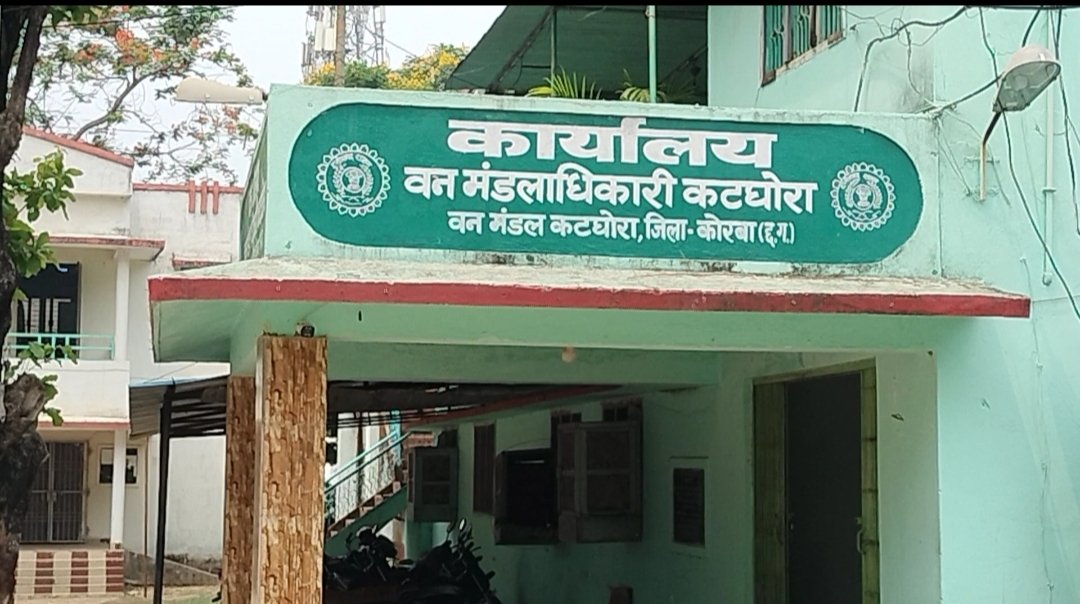 कार्यालय
वन मंडलाधिकारी कटघोरा
वन मंडल कटघोरा, जिला- कोरबा (छ.ग.)